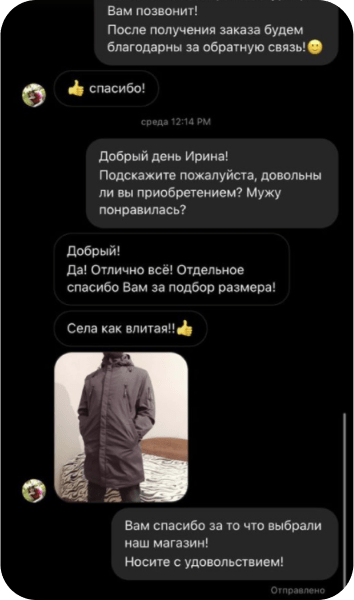 Вам позвонит!
После получения заказа будем
благодарны за обратную связь!🙂
👍 спасибо!
среда 12:14 PM
Добрый день Ирина!
Подскажите пожалуйста, довольны
ли вы приобретением? Мужу
понравилась?
Добрый!
Да! Отлично всё! Отдельное
спасибо Вам за подбор размера!
Села как влитая!!👍
Вам спасибо за то что выбрали
наш магазин!
Носите с удовольствием!
Отправлено